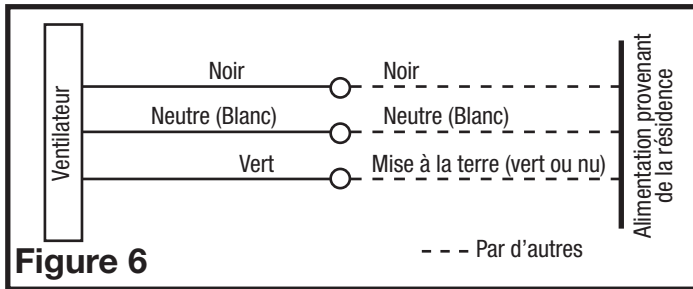 Ventilateur
Noir
Noir
Neutre (Blanc)
Neutre (Blanc)
Vert
Mise à la terre (vert ou nu)
Alimentation provenant
de la résidence
Par d'autres
Figure 6